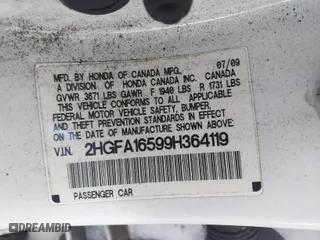 MFD. BY HONDA OF CANADA MFG. 07/09
A DIVISION OF HONDA CANADA INC. CANADA
GVWR 3671 LBS GAWR F 1940 LBS R 1731 LBS
THIS VEHICLE CONFORMS TO ALL APPLICABLE
FEDERAL MOTOR VEHICLE SAFETY, BUMPER,
AND THEFT PREVENTION STANDARDS IN EFFECT
ON THE DATE OF MANUFACTURE SHOWN ABOVE.
V.I.N. 2HGFA16599H364119
PASSENGER CAR
DREAMBID © dreambid.com